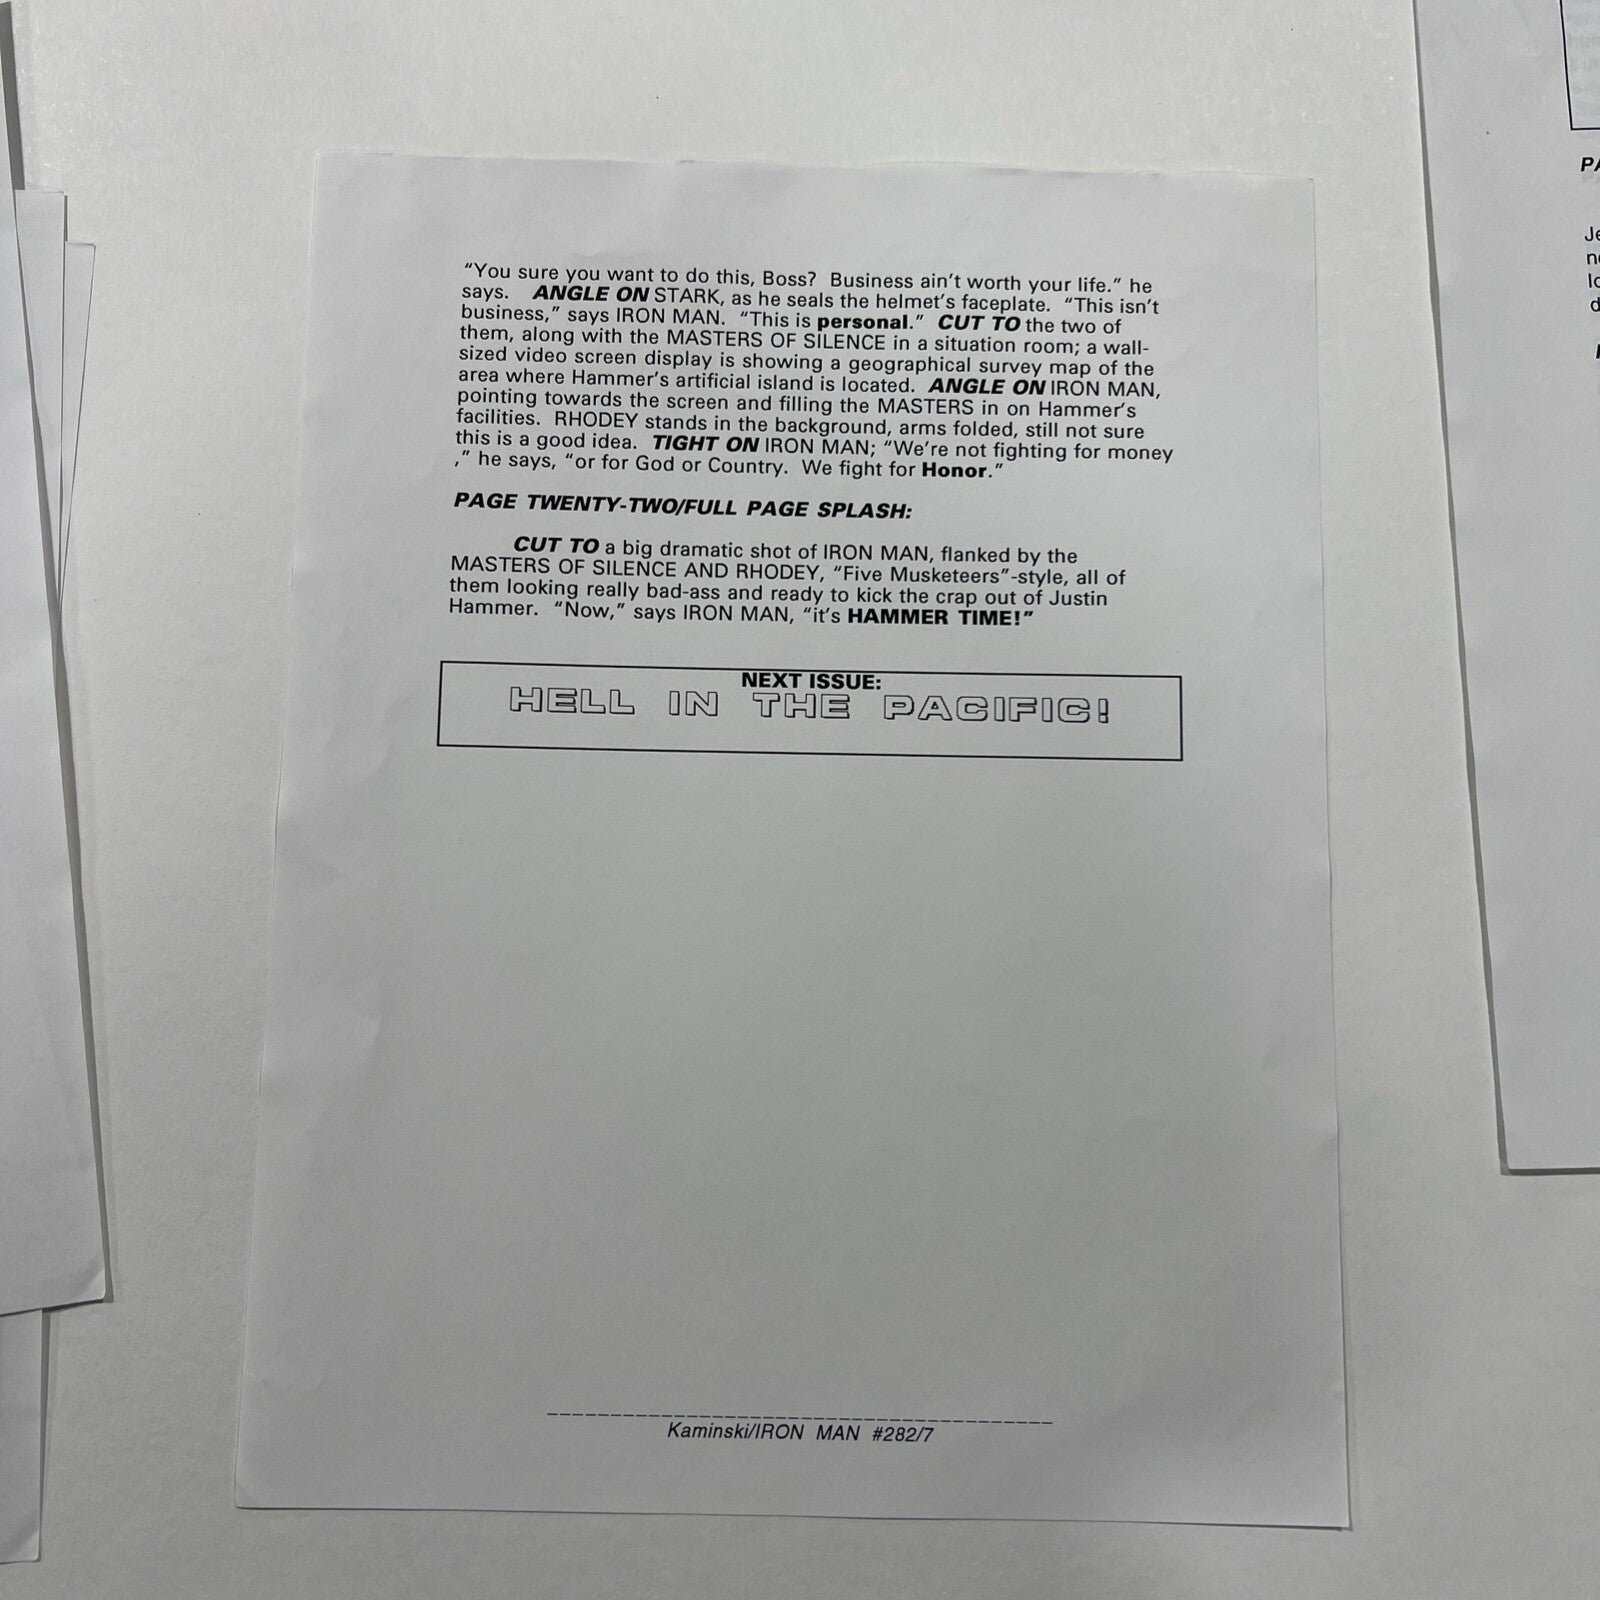 “You sure you want to do this, Boss?  Business ain’t worth your life.” he
says.  ANGLE ON STARK, as he seals the helmet’s faceplate.  “This isn’t
business,” says IRON MAN.  “This is personal.”  CUT TO the two of
them, along with the MASTERS OF SILENCE in a situation room; a wall-
sized video screen display is showing a geographical survey map of the
area where Hammer’s artificial island is located.  ANGLE ON IRON MAN,
pointing towards the screen and filling the MASTERS in on Hammer’s
facilities.  RHODEY stands in the background, arms folded, still not sure
this is a good idea.  TIGHT ON IRON MAN; “We’re not fighting for money
,” he says, “or for God or Country.  We fight for Honor.”
PAGE TWENTY-TWO/FULL PAGE SPLASH:
CUT TO a big dramatic shot of IRON MAN, flanked by the
MASTERS OF SILENCE AND RHODEY, “Five Musketeers”-style, all of
them looking really bad-ass and ready to kick the crap out of Justin
Hammer.  “Now,” says IRON MAN, “it’s HAMMER TIME!”
NEXT ISSUE:
HELL IN THE PACIFIC!
Kaminski/IRON MAN #282/7